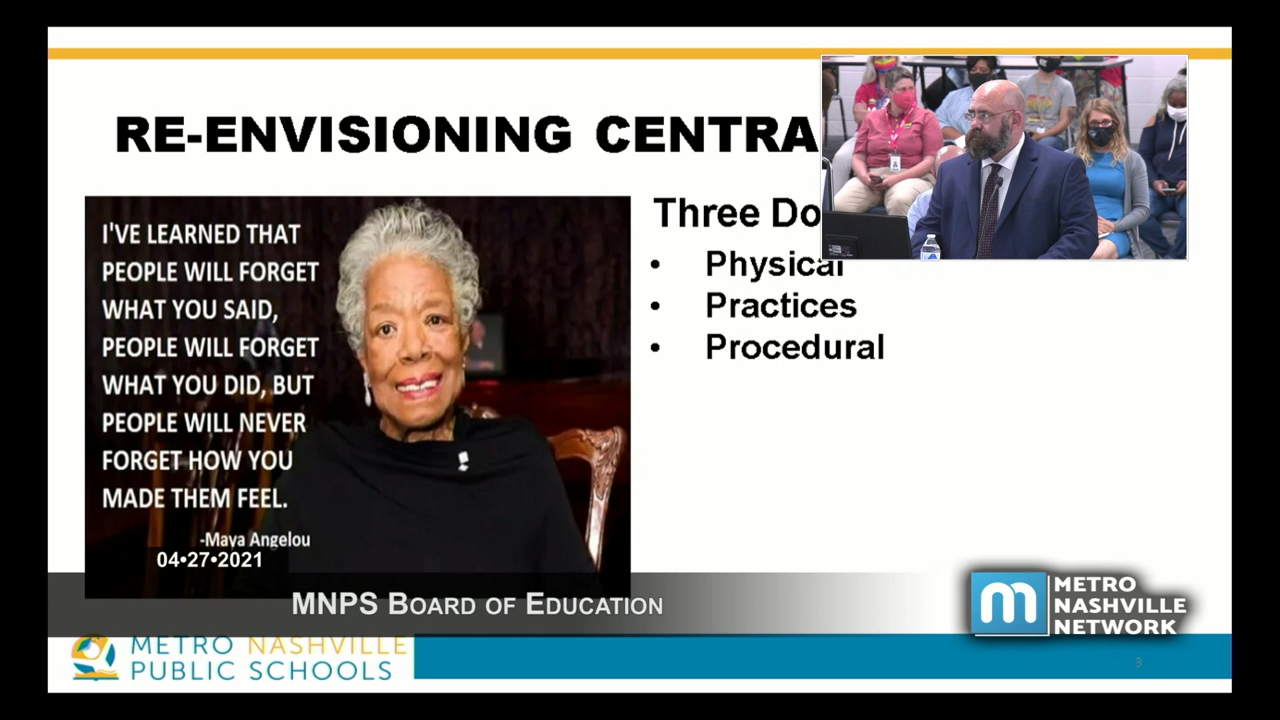 RE-ENVISIONING CENTRA
I'VE LEARNED THAT
PEOPLE WILL FORGET
WHAT YOU SAID,
PEOPLE WILL FORGET
WHAT YOU DID, BUT
PEOPLE WILL NEVER
FORGET HOW YOU
MADE THEM FEEL.
-Maya Angelou
04•27•2021
Three Do
• Physical
• Practices
• Procedural
MNPS BOARD OF EDUCATION
m METRO
NASHVILLE
NETWORK
METRO NASHVILLE
PUBLIC SCHOOLS
3